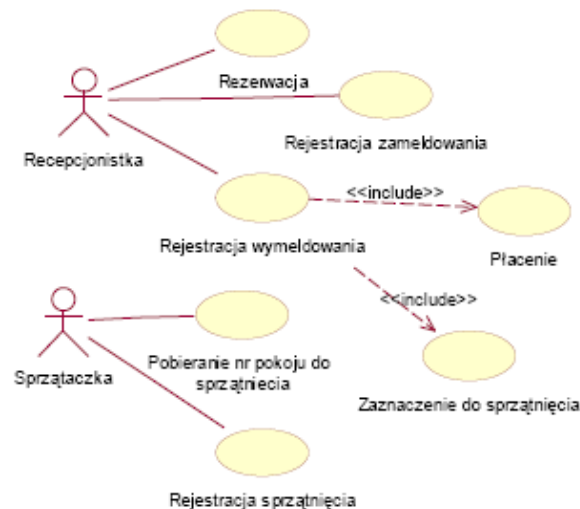 Rezerwacja
Recepcjonistka
Rejestracja zameldowania
<<include>>
Rejestracja wymeldowania
Płacenie
<<include>>
Sprzątaczka
Pobieranie nr pokoju do
sprzątniecia
Zaznaczenie do sprzątnięcia
Rejestracja sprzątnięcia